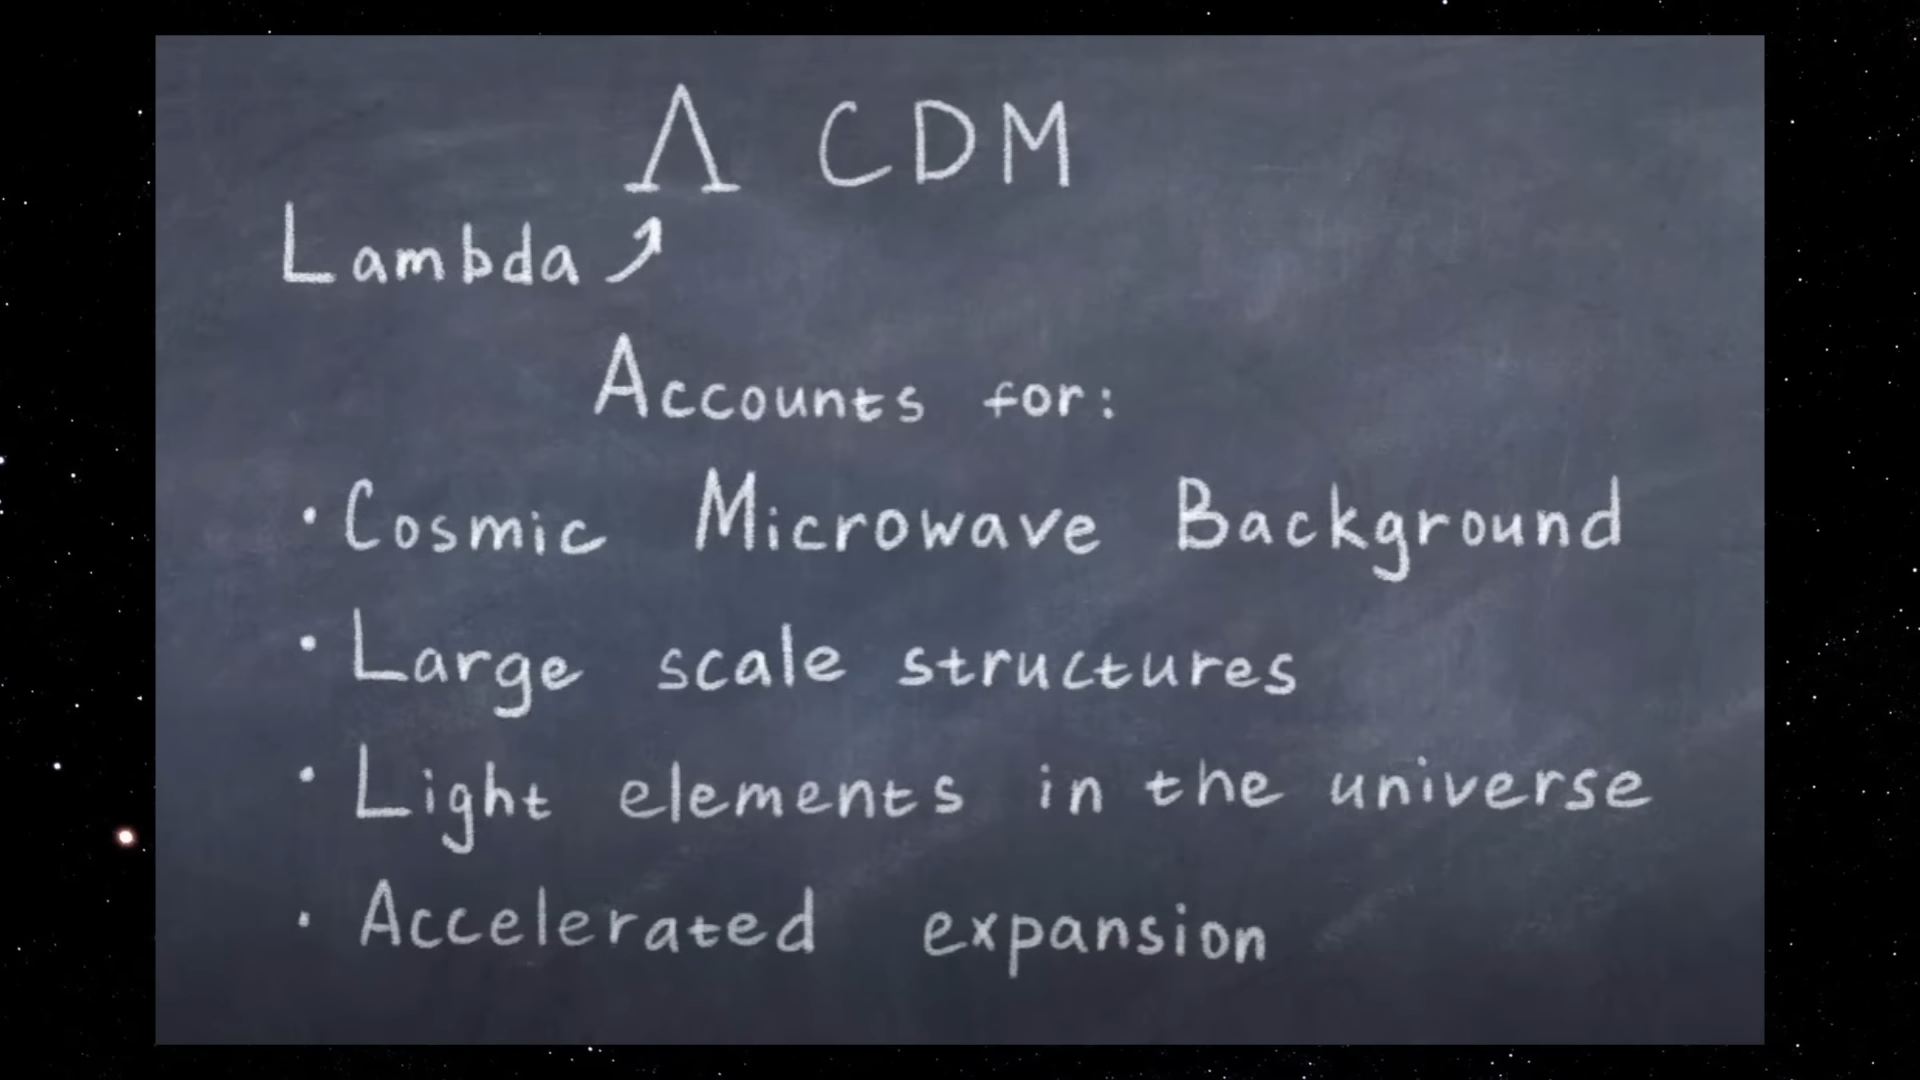 Λ CDM
Lambda
Accounts for:
· Cosmic Microwave Background
· Large scale structures
· Light elements in the universe
· Accelerated expansion